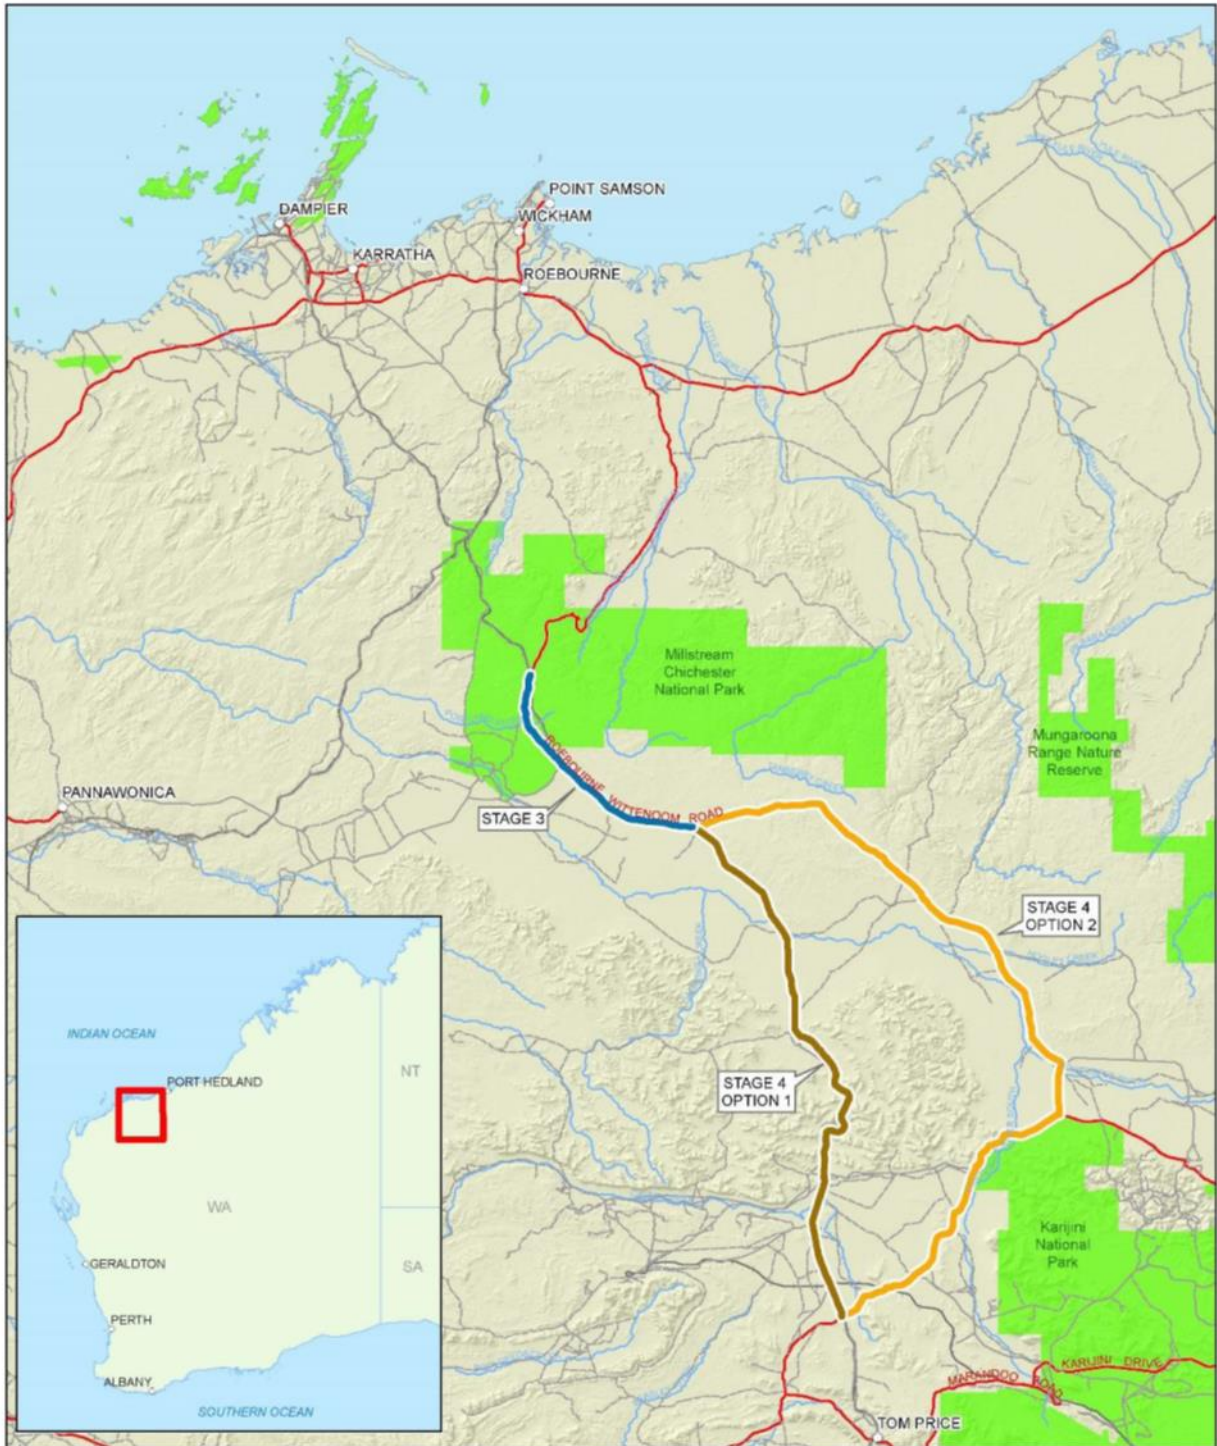 POINT SAMSON
DAMPIER
WICKHAM
KARRATHA
ROEBOURNE
Millstream
Chichester
National Park
Mungaroona
Range Nature
Reserve
ROEBOURNE WITTENOOM ROAD
PANNAWONICA
STAGE 3
STAGE 4
OPTION 2
STAGE 4
OPTION 1
INDIAN OCEAN
PORT HEDLAND
NT
WA
SA
GERALDTON
PERTH
ALBANY
SOUTHERN OCEAN
Karijini
National
Park
KARIJINI DRIVE
MARANDOO ROAD
TOM PRICE